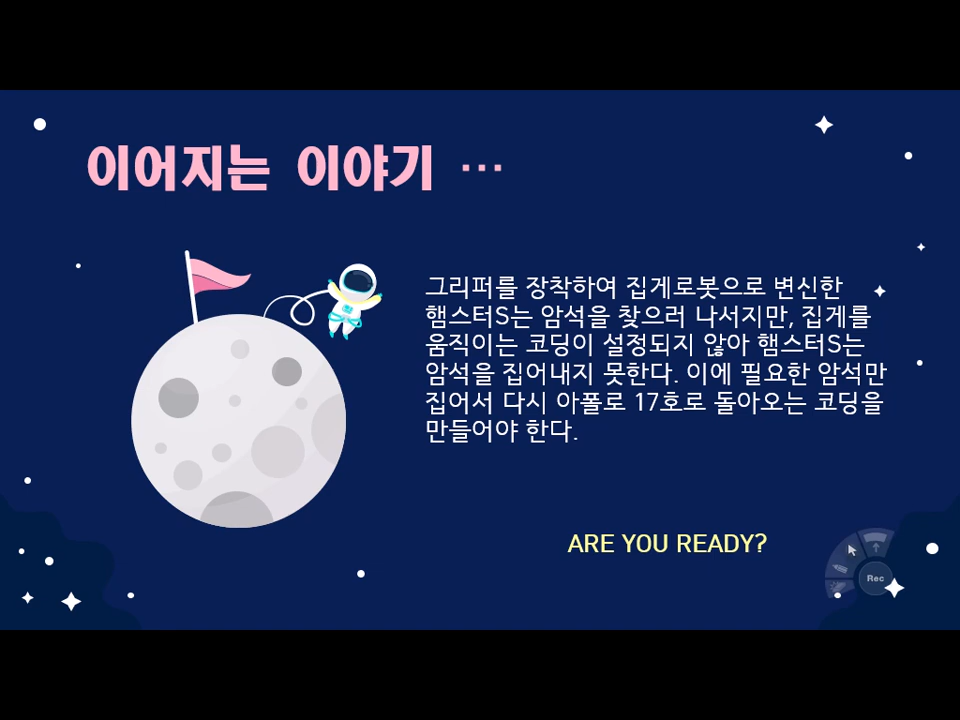 이어지는 이야기 ···
그리퍼를 장착하여 집게로봇으로 변신한
햄스터S는 암석을 찾으러 나서지만, 집게를
움직이는 코딩이 설정되지 않아 햄스터S는
암석을 집어내지 못한다. 이에 필요한 암석만
집어서 다시 아폴로 17호로 돌아오는 코딩을
만들어야 한다.
ARE YOU READY?
Rec